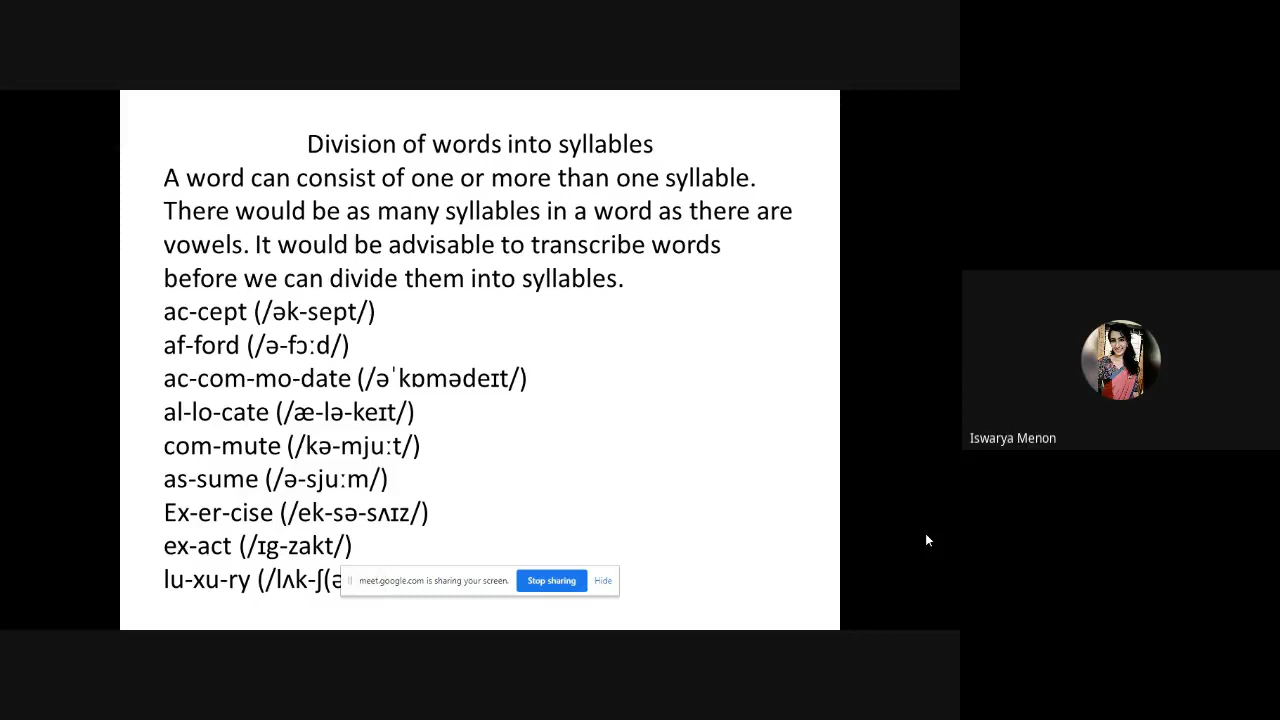 Division of words into syllables
A word can consist of one or more than one syllable.
There would be as many syllables in a word as there are
vowels. It would be advisable to transcribe words
before we can divide them into syllables.
ac-cept (/ək-sept/)
af-ford (/ə-fɔːd/)
ac-com-mo-date (/əˈkɒmədeɪt/)
al-lo-cate (/æ-lə-keɪt/)
com-mute (/kə-mjuːt/)
as-sume (/ə-sjuːm/)
Ex-er-cise (/ek-sə-sʌɪz/)
ex-act (/ɪg-zakt/)
lu-xu-ry (/lʌk-ʃ(ə
meet.google.com is sharing your screen. Stop sharing Hide
Iswarya Menon